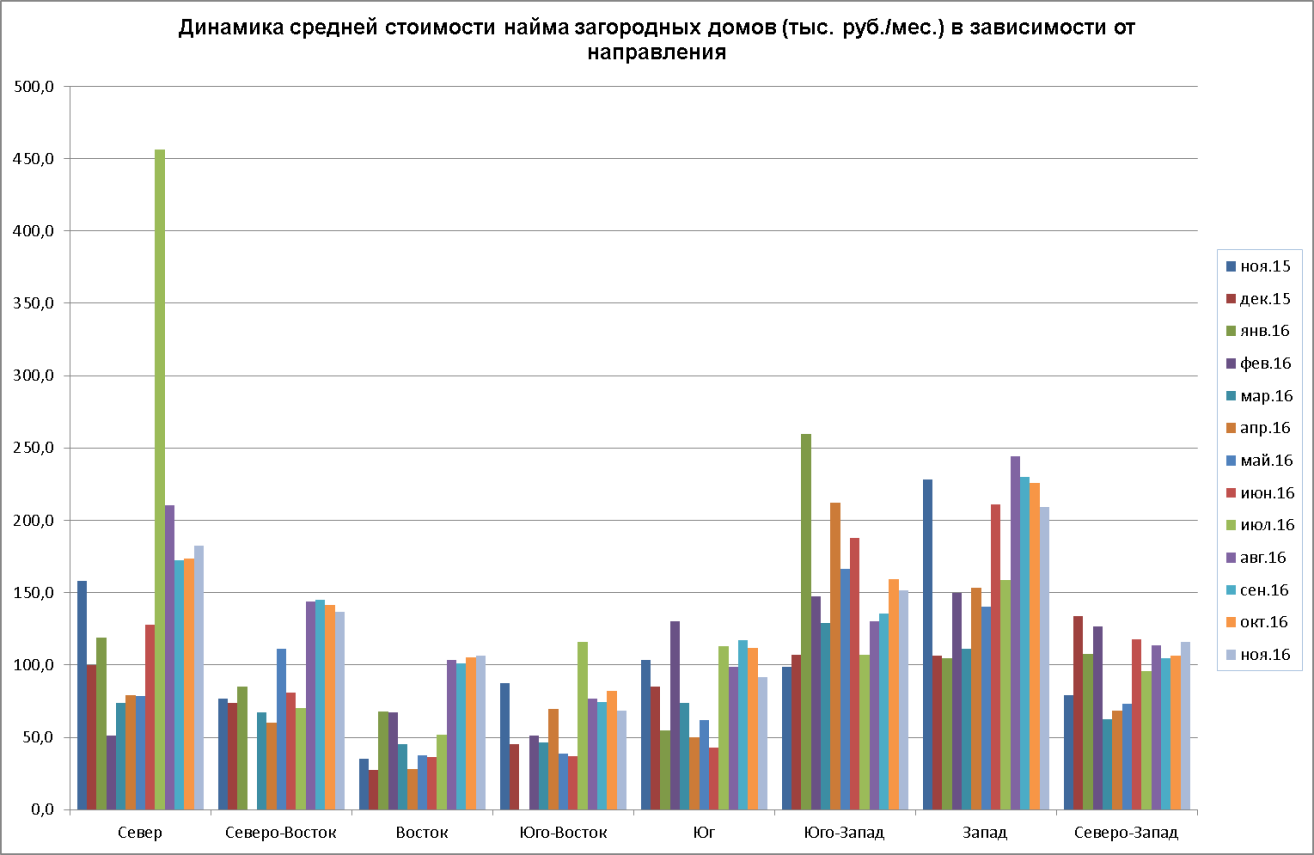 Динамика средней стоимости найма загородных домов (тыс. руб./мес.) в зависимости от
направления
500,0
450,0
400,0
350,0
300,0
250,0
200,0
150,0
100,0
50,0
0,0
Север
Северо-Восток
Восток
Юго-Восток
Юг
Юго-Запад
Запад
Северо-Запад
ноя.15
дек.15
янв.16
фев.16
мар.16
апр.16
май.16
июн.16
июл.16
авг.16
сен.16
окт.16
ноя.16